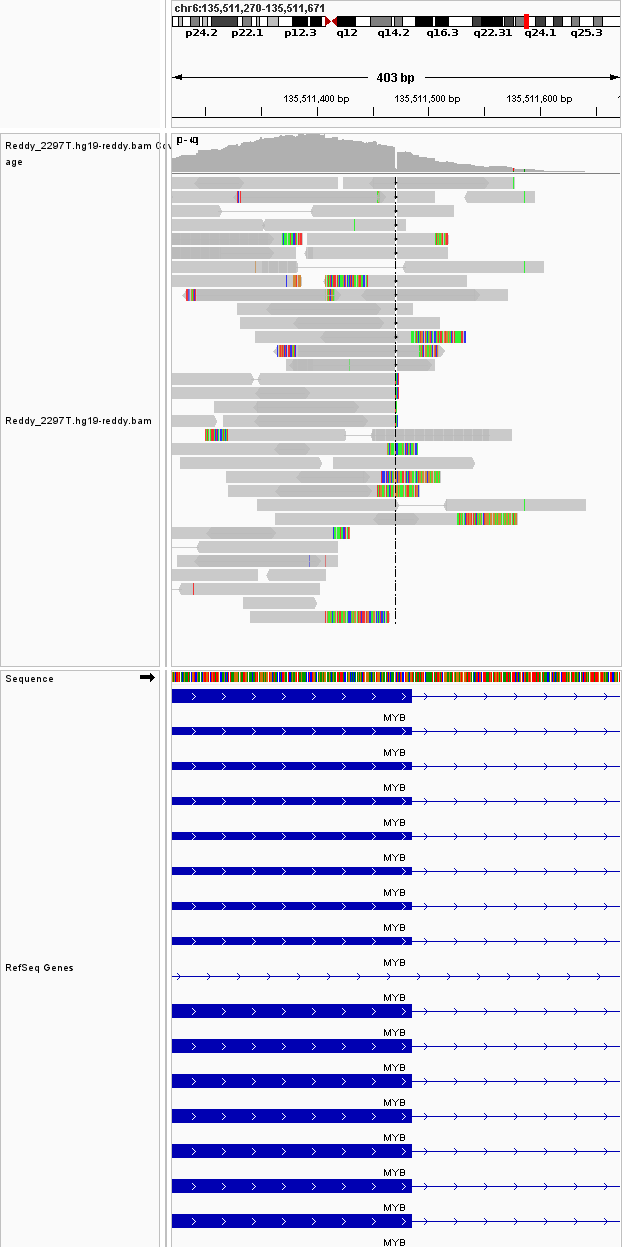 chr6:135,511,270-135,511,671
p24.2 p22.1 p12.3 q12 q14.2 q16.3 q22.31 q24.1 q25.3
403 bp
135,511,400 bp 135,511,500 bp 135,511,600 bp
Reddy_2297T.hg19-reddy.bam
age
Reddy_2297T.hg19-reddy.bam
Sequence
MYB
MYB
MYB
MYB
MYB
MYB
MYB
MYB
RefSeq Genes
MYB
MYB
MYB
MYB
MYB
MYB
MYB
MYB